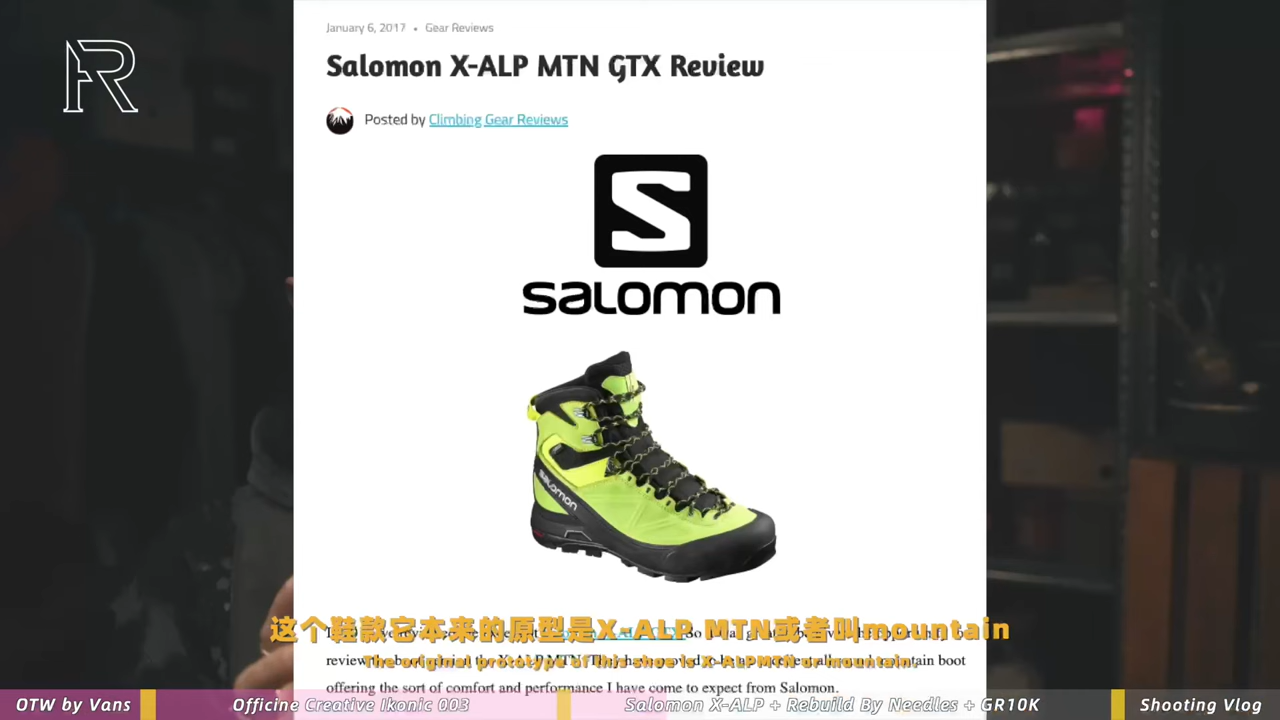 January 6, 2017 • Gear Reviews
Salomon X-ALP MTN GTX Review
Posted by Climbing Gear Reviews
S
salomon
salomon
这个鞋款它本来的原型是X-ALP MTN或者叫mountain
The original prototype of this shoe is X-ALPMTN or mountain,
offering the sort of comfort and performance I have come to expect from Salomon.
OTW by Vans Officine Creative Ikonic 003 Salomon X-ALP + Rebuild By Needles + GR10K Shooting Vlog